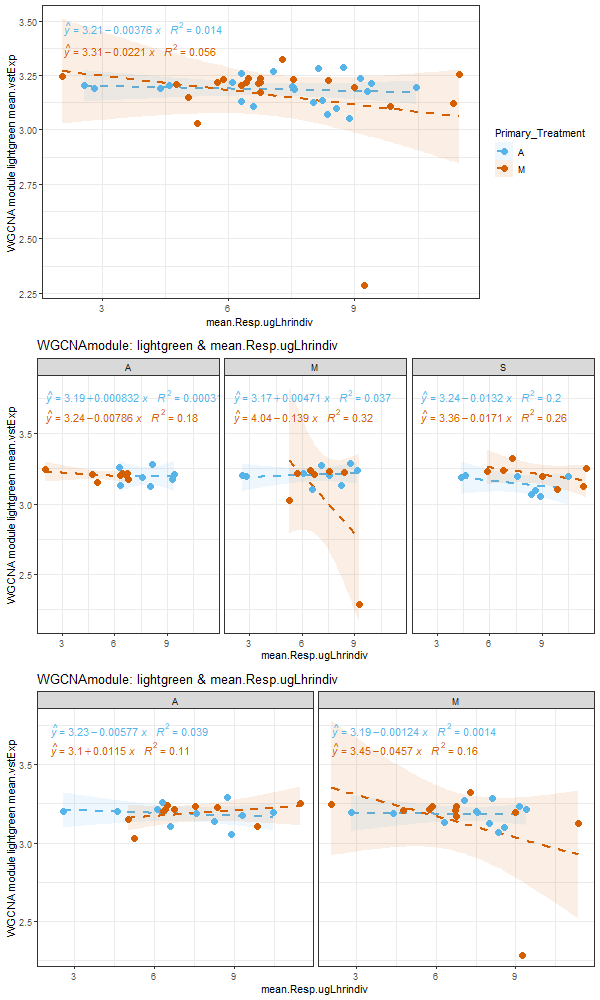 3.50
3.25
3.00
2.75
2.50
2.25
WGCNA module lightgreen mean.vstExp
ŷ = 3.21 − 0.00376 x R² = 0.014
ŷ = 3.31 − 0.0221 x R² = 0.056
3 6 9
mean.Resp.ugLhrindiv
Primary_Treatment
A
M
WGCNAmodule: lightgreen & mean.Resp.ugLhrindiv
A M S
ŷ = 3.19 + 0.000832 x R² = 0.00031
ŷ = 3.24 − 0.00786 x R² = 0.18
ŷ = 3.17 + 0.00471 x R² = 0.037
ŷ = 4.04 − 0.139 x R² = 0.32
ŷ = 3.24 − 0.0132 x R² = 0.2
ŷ = 3.36 − 0.0171 x R² = 0.26
3.5
3.0
2.5
WGCNA module lightgreen mean.vstExp
3 6 9 3 6 9 3 6 9
mean.Resp.ugLhrindiv
WGCNAmodule: lightgreen & mean.Resp.ugLhrindiv
A M
ŷ = 3.23 − 0.00577 x R² = 0.039
ŷ = 3.1 + 0.0115 x R² = 0.11
ŷ = 3.19 − 0.00124 x R² = 0.0014
ŷ = 3.45 − 0.0457 x R² = 0.16
3.5
3.0
2.5
WGCNA module lightgreen mean.vstExp
3 6 9 3 6 9
mean.Resp.ugLhrindiv